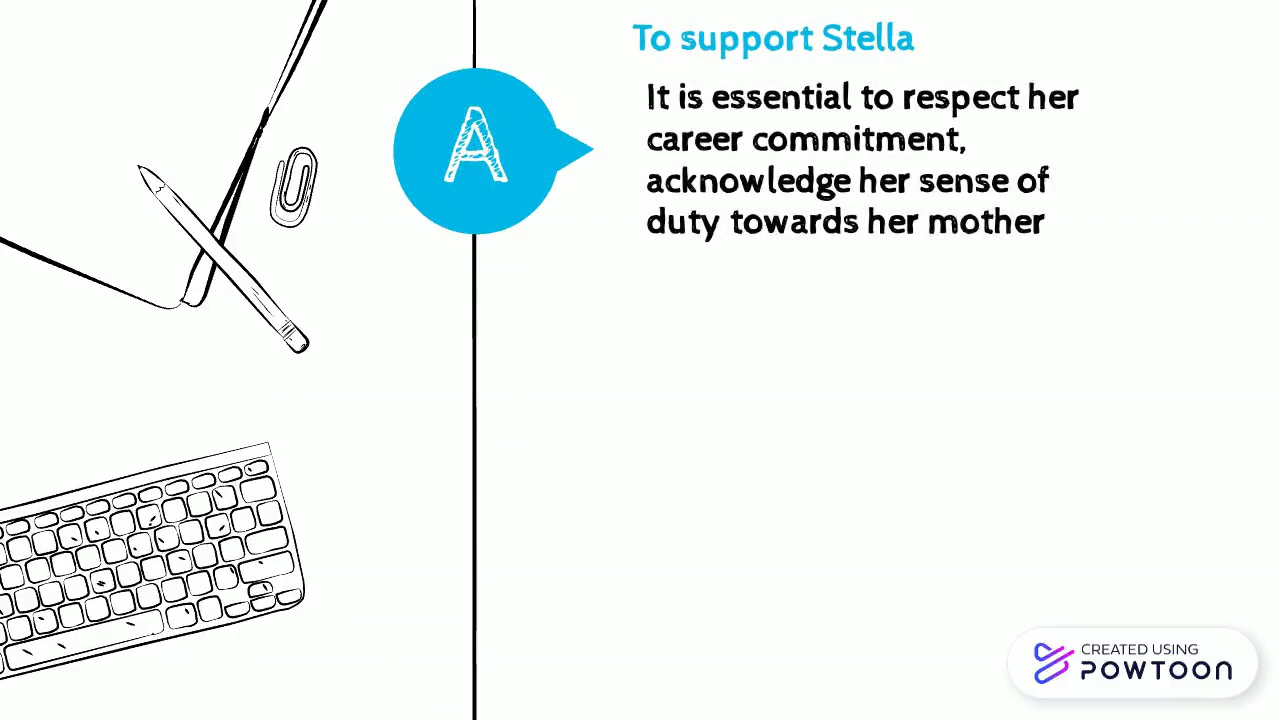 To support Stella
A
It is essential to respect her
career commitment,
acknowledge her sense of
duty towards her mother
CREATED USING
POWTOON